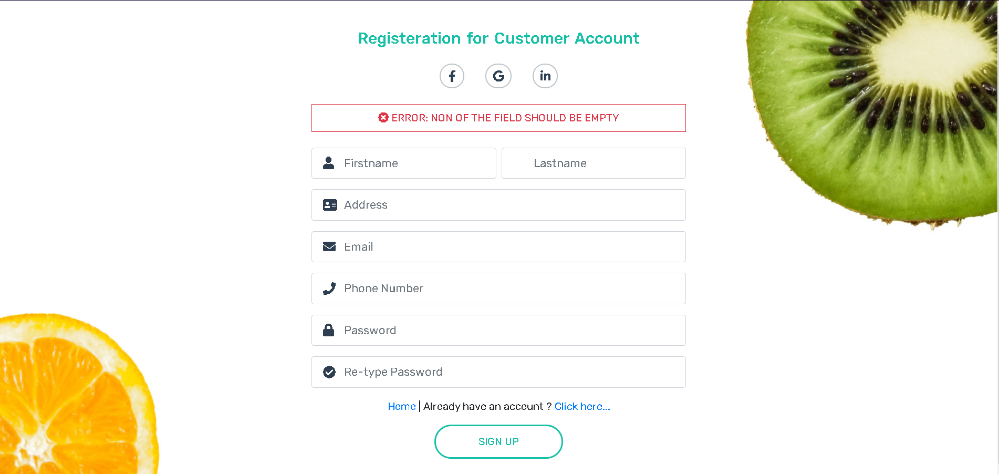 Registeration for Customer Account
ERROR: NON OF THE FIELD SHOULD BE EMPTY
Firstname
Lastname
Address
Email
Phone Number
Password
Re-type Password
Home | Already have an account ? Click here...
SIGN UP